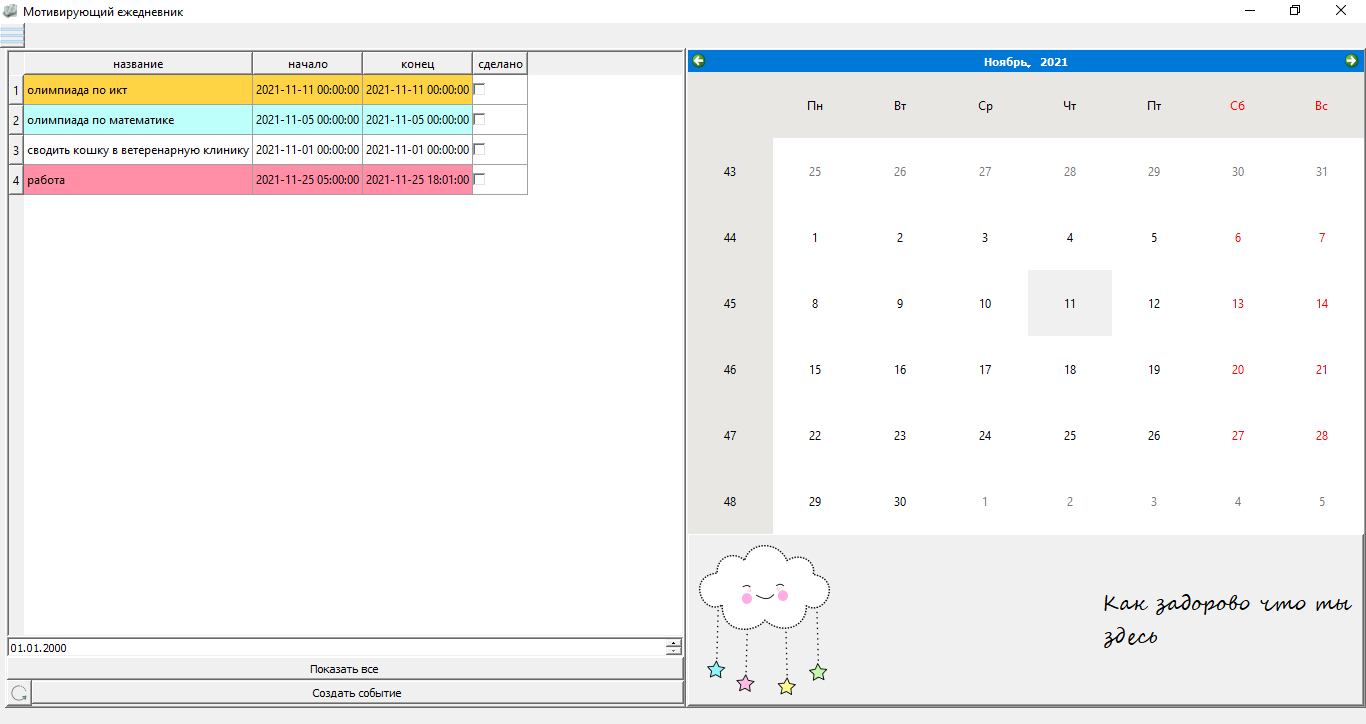 Мотивирующий ежедневник
название начало конец сделано
1 олимпиада по икт 2021-11-11 00:00:00 2021-11-11 00:00:00
2 олимпиада по математике 2021-11-05 00:00:00 2021-11-05 00:00:00
3 сводить кошку в ветеренарную клинику 2021-11-01 00:00:00 2021-11-01 00:00:00
4 работа 2021-11-25 05:00:00 2021-11-25 18:01:00
01.01.2000
Показать все
Создать событие
Ноябрь, 2021
Пн Вт Ср Чт Пт Сб Вс
43 25 26 27 28 29 30 31
44 1 2 3 4 5 6 7
45 8 9 10 11 12 13 14
46 15 16 17 18 19 20 21
47 22 23 24 25 26 27 28
48 29 30 1 2 3 4 5
Как задорово что ты
здесь